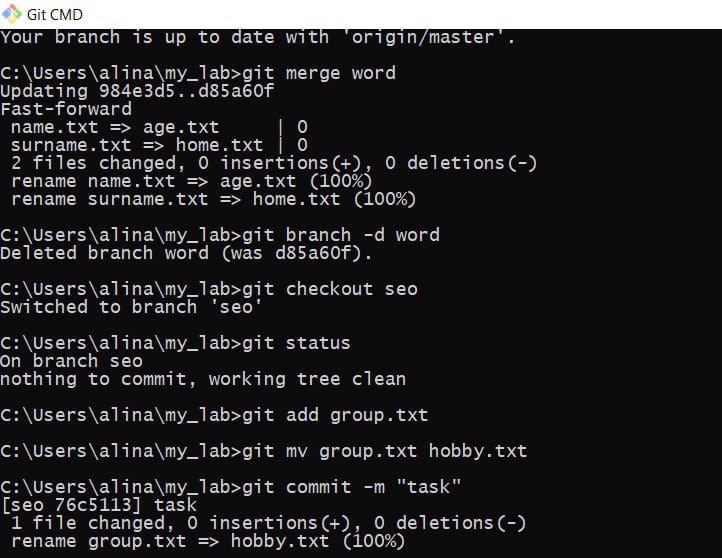 Git CMD
Your branch is up to date with 'origin/master'.
C:\Users\alina\my_lab>git merge word
Updating 984e3d5..d85a60f
Fast-forward
 name.txt => age.txt     | 0
 surname.txt => home.txt | 0
 2 files changed, 0 insertions(+), 0 deletions(-)
 rename name.txt => age.txt (100%)
 rename surname.txt => home.txt (100%)
C:\Users\alina\my_lab>git branch -d word
Deleted branch word (was d85a60f).
C:\Users\alina\my_lab>git checkout seo
Switched to branch 'seo'
C:\Users\alina\my_lab>git status
On branch seo
nothing to commit, working tree clean
C:\Users\alina\my_lab>git add group.txt
C:\Users\alina\my_lab>git mv group.txt hobby.txt
C:\Users\alina\my_lab>git commit -m "task"
[seo 76c5113] task
 1 file changed, 0 insertions(+), 0 deletions(-)
 rename group.txt => hobby.txt (100%)